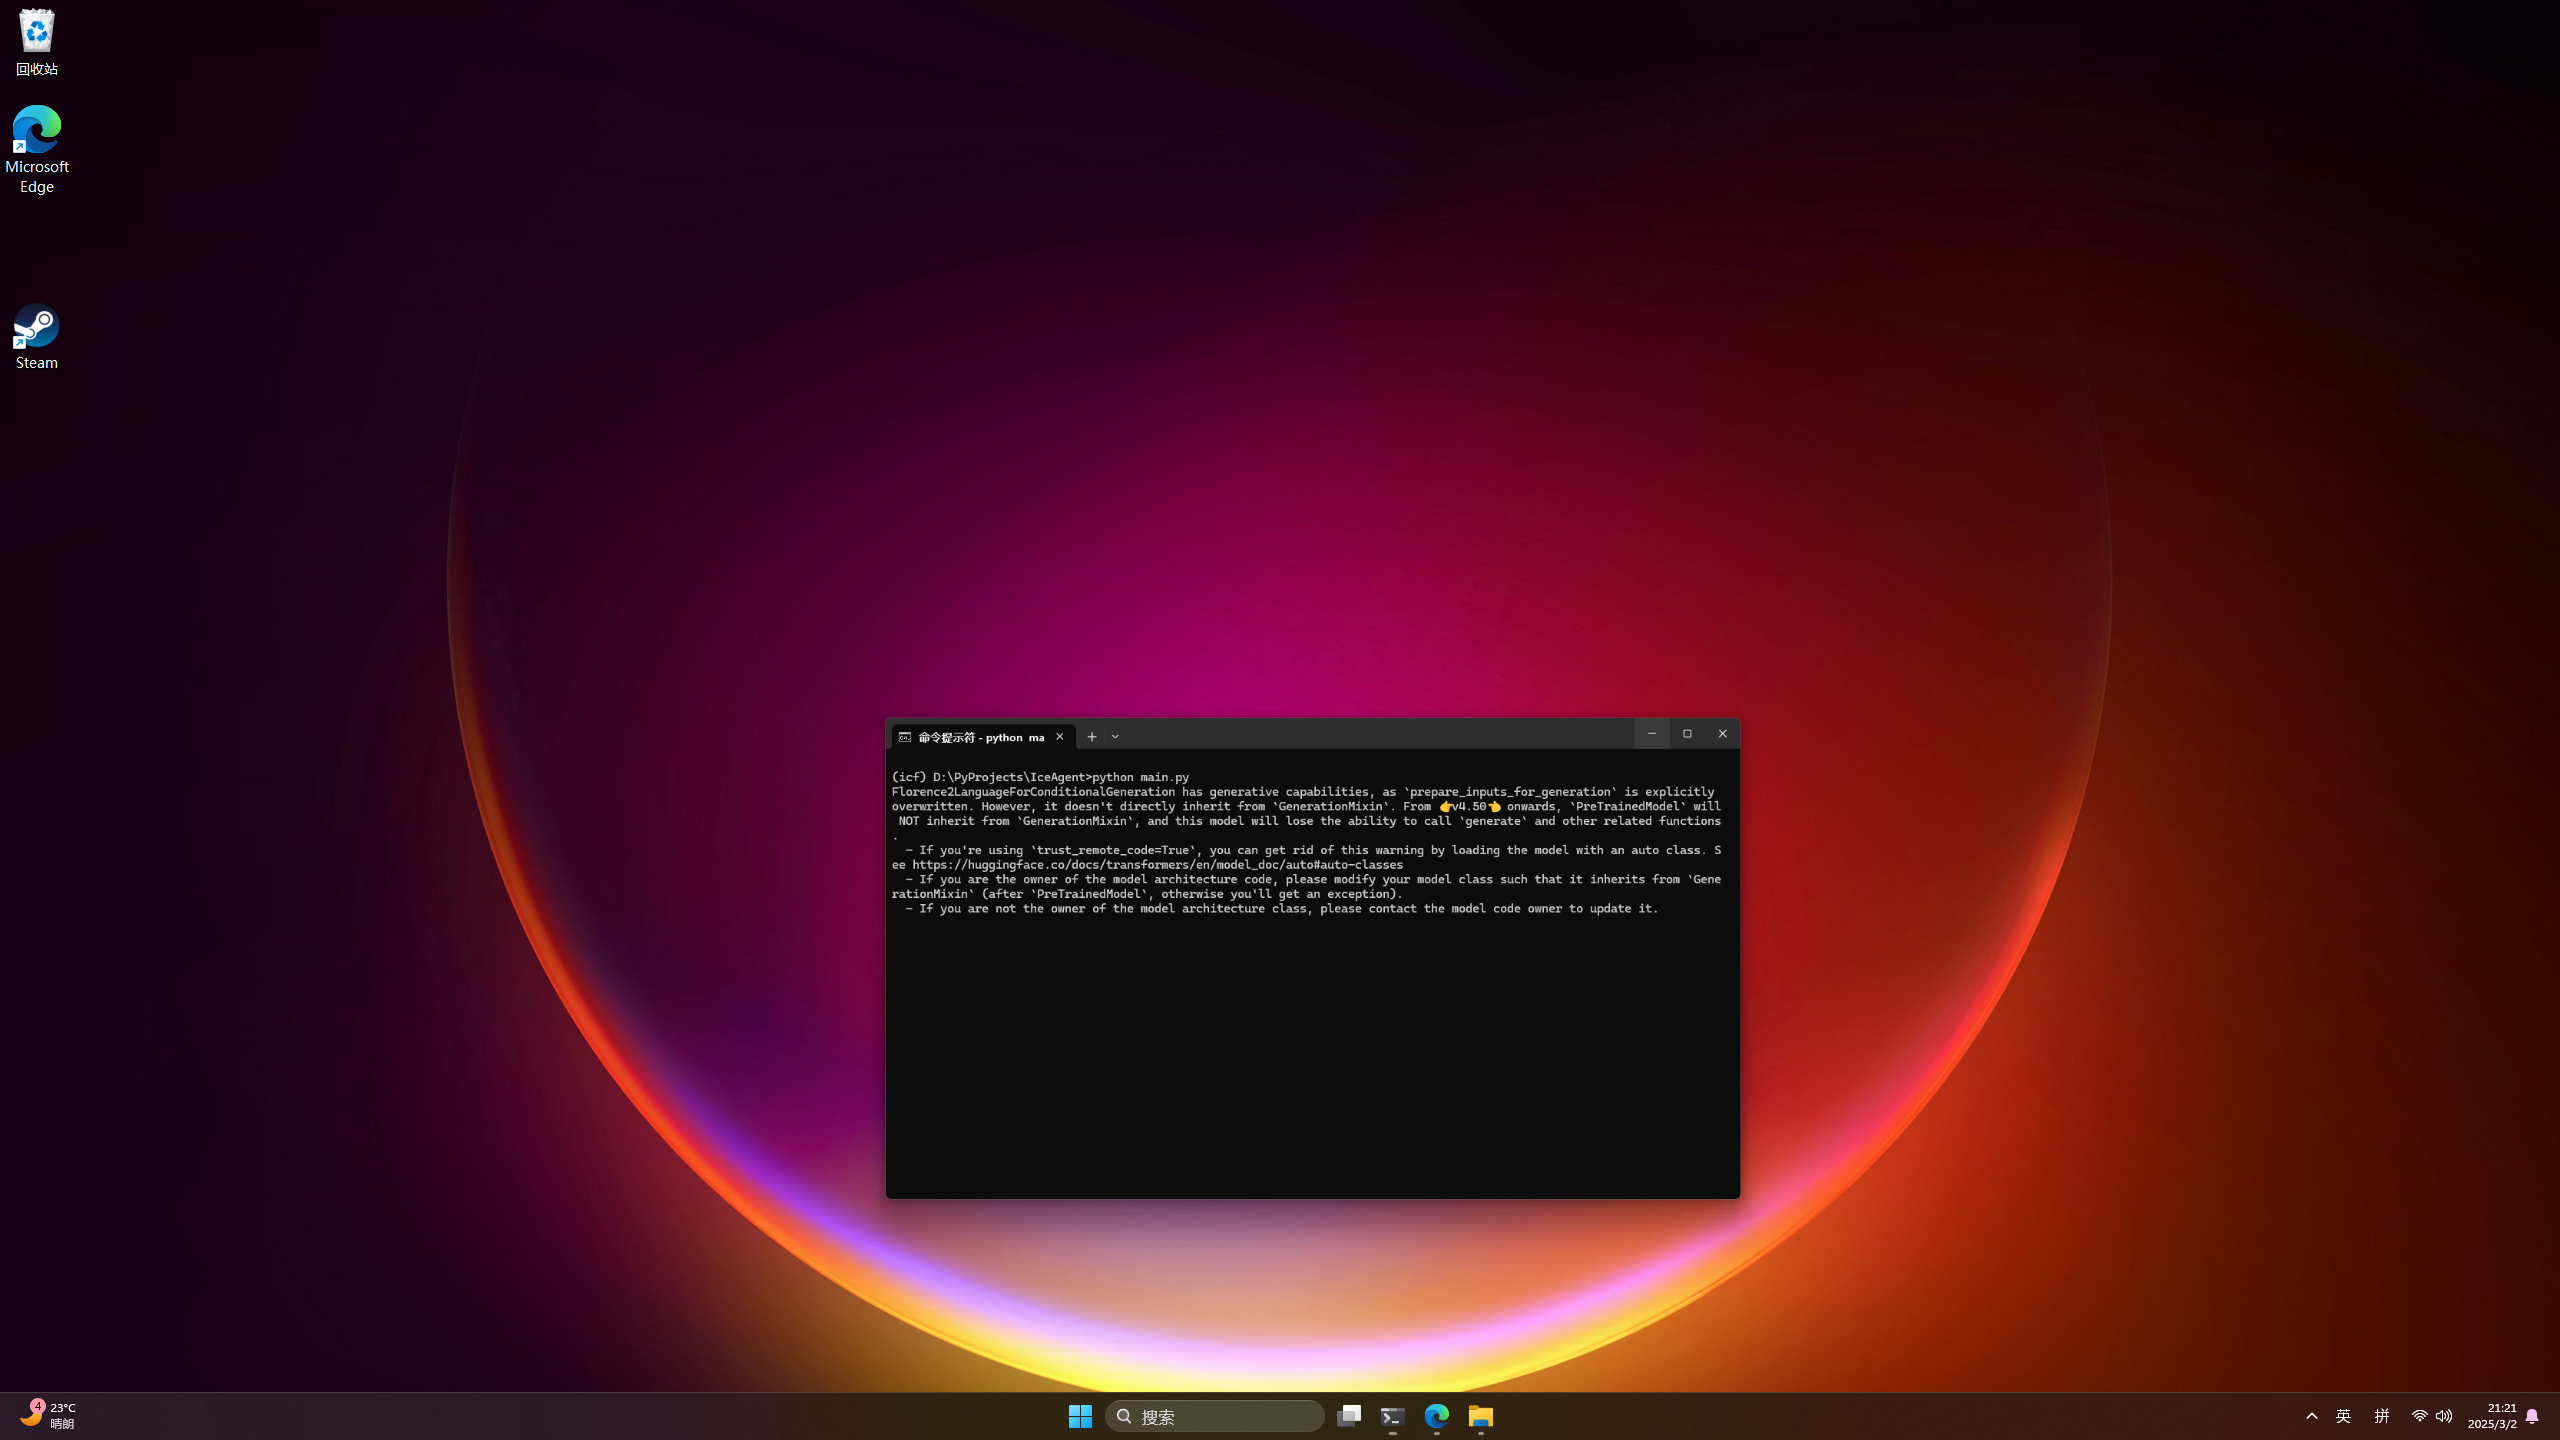 回收站
Microsoft
Edge
Steam
命令提示符 - python  ma
(icf) D:\PyProjects\IceAgent>python main.py
Florence2LanguageForConditionalGeneration has generative capabilities, as `prepare_inputs_for_generation` is explicitly
overwritten. However, it doesn't directly inherit from `GenerationMixin`. From 👉v4.50👈 onwards, `PreTrainedModel` will
 NOT inherit from `GenerationMixin`, and this model will lose the ability to call `generate` and other related functions
.
  - If you're using `trust_remote_code=True`, you can get rid of this warning by loading the model with an auto class. S
ee https://huggingface.co/docs/transformers/en/model_doc/auto#auto-classes
  - If you are the owner of the model architecture code, please modify your model class such that it inherits from `Gene
rationMixin` (after `PreTrainedModel`, otherwise you'll get an exception).
  - If you are not the owner of the model architecture class, please contact the model code owner to update it.
4
23°C
晴朗
搜索
英
拼
21:21
2025/3/2